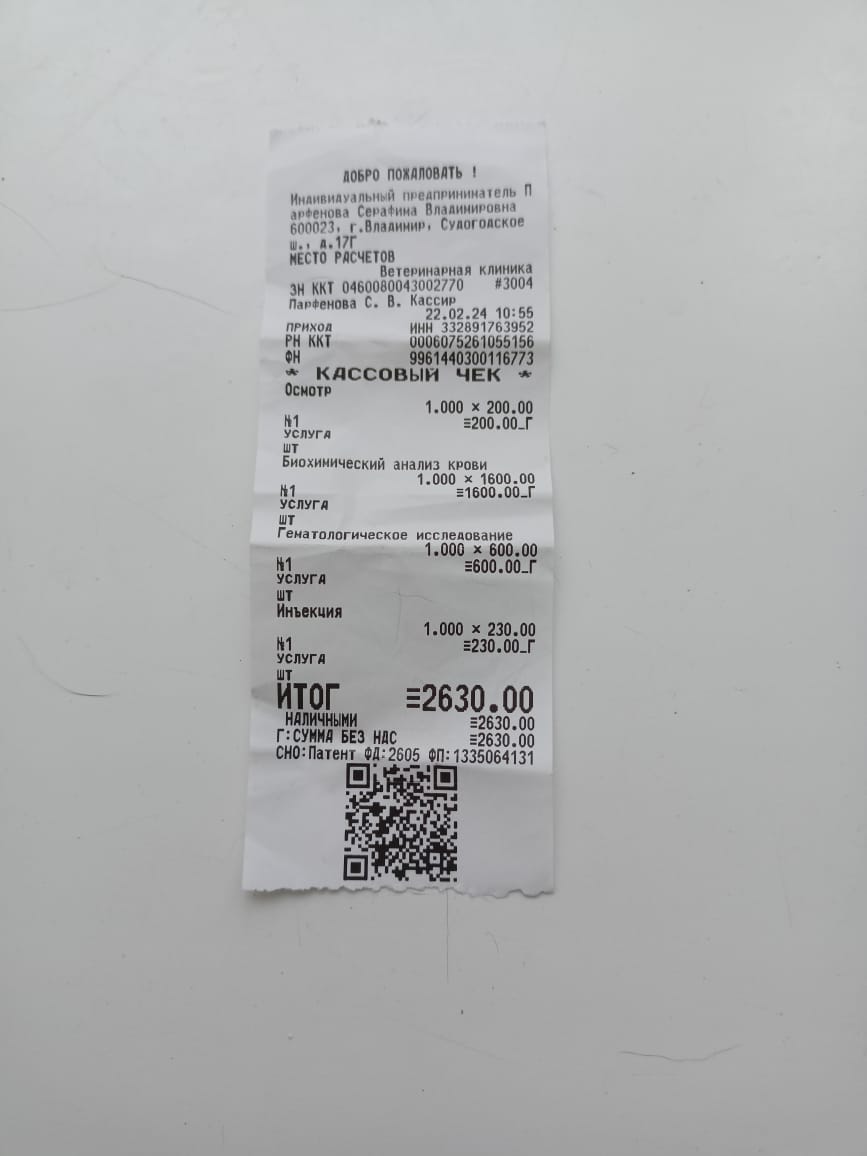 ДОБРО ПОЖАЛОВАТЬ !
Индивидуальный предприниматель П
арфенова Серафима Владимировна
600023, г.Владимир, Судогодское
ш., д.17Г
МЕСТО РАСЧЕТОВ
Ветеринарная клиника
ЗН ККТ 0460080043002770 #3004
Парфенова С. В. Кассир
22.02.24 10:55
ПРИХОД ИНН 332891763952
РН ККТ 0006075261055156
ФН 9961440300116773
* КАССОВЫЙ ЧЕК *
Осмотр
1.000 × 200.00
№1 ≡200.00_Г
УСЛУГА
ШТ
Биохимический анализ крови
1.000 × 1600.00
№1 ≡1600.00_Г
УСЛУГА
ШТ
Гематологическое исследование
1.000 × 600.00
№1 ≡600.00_Г
УСЛУГА
ШТ
Инъекция
1.000 × 230.00
№1 ≡230.00_Г
УСЛУГА
ШТ
ИТОГ ≡2630.00
НАЛИЧНЫМИ ≡2630.00
Г:СУММА БЕЗ НДС ≡2630.00
СНО:Патент ФД:2605 ФП:1335064131